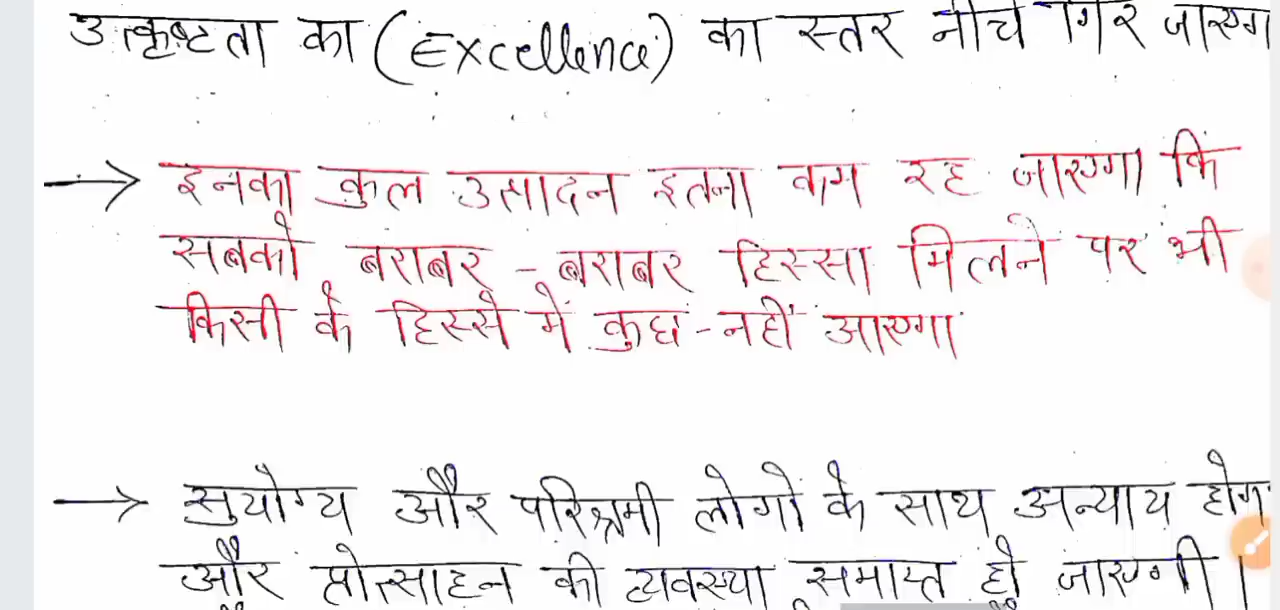 उत्कृष्टता का (Excellence) का स्तर नीचे गिर जाएगा
→ इनका कुल उत्पादन इतना कम रह जाएगा कि
सबको बराबर - बराबर हिस्सा मिलने पर भी
किसी के हिस्से में कुछ - नहीं आएगा
→ सुयोग्य और परिश्रमी लोगों के साथ अन्याय होगा
और प्रोत्साहन की व्यवस्था समाप्त हो जाएगी।